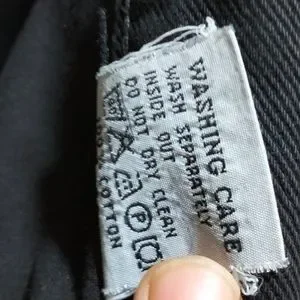 WASHING CARE
WASH SEPARATELY
INSIDE OUT
DO NOT DRY CLEAN
COTTON